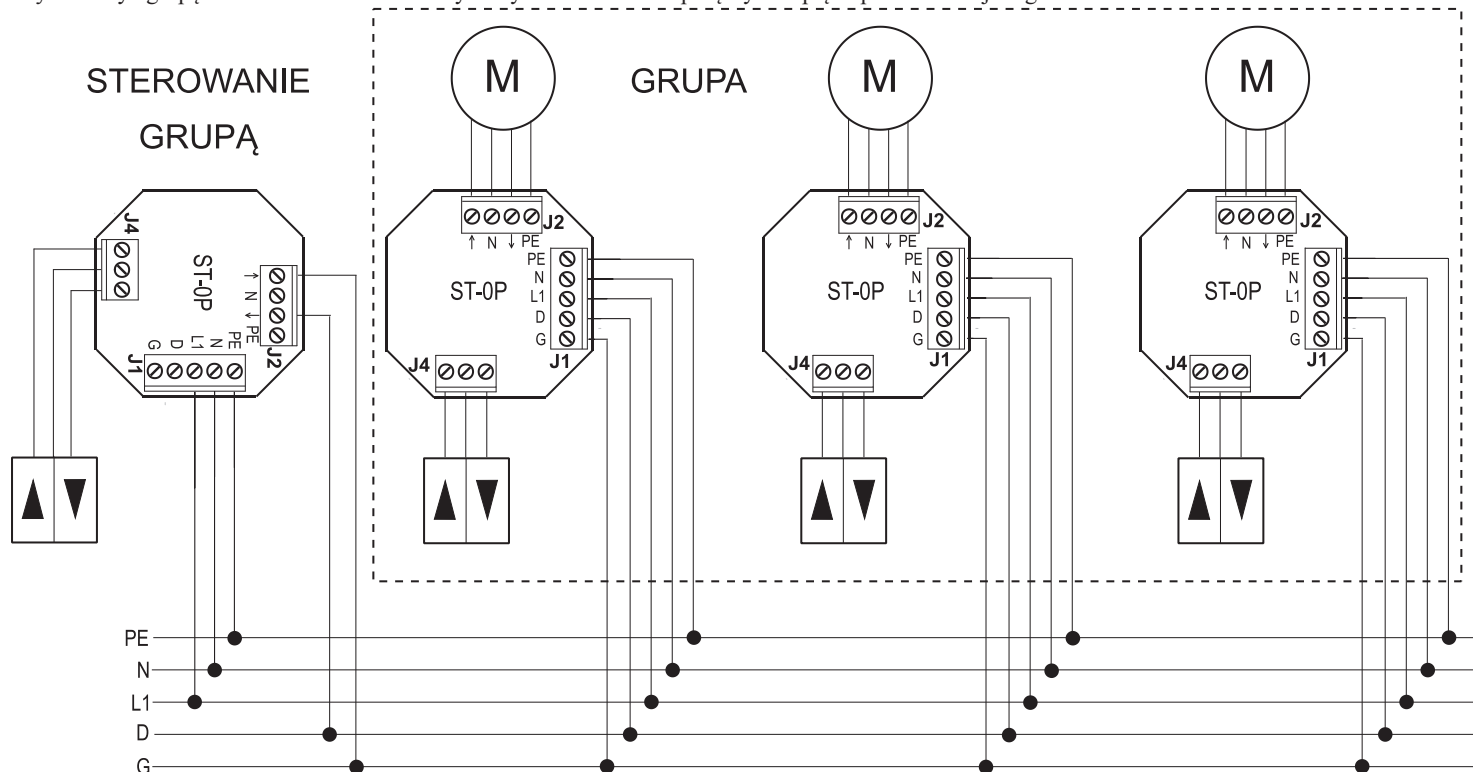 STEROWANIE
GRUPĄ
GRUPA
M
M
M
J4
ST-0P
↑ N ↓ PE
J2
G D L1 N PE
J1
J2
↑ N ↓ PE
ST-0P
PE
N
L1
D
G
J1
J4
J2
↑ N ↓ PE
ST-0P
PE
N
L1
D
G
J1
J4
J2
↑ N ↓ PE
ST-0P
PE
N
L1
D
G
J1
J4
PE
N
L1
D
G